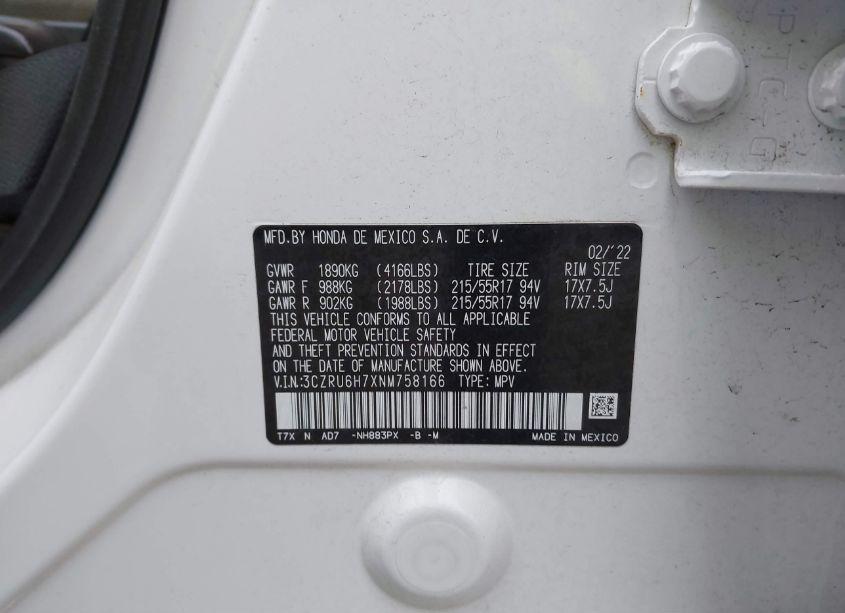 PTC-G
MFD.BY HONDA DE MEXICO S.A. DE C.V.
02/'22
GVWR 1890KG (4166LBS) TIRE SIZE RIM SIZE
GAWR F 988KG (2178LBS) 215/55R17 94V 17X7.5J
GAWR R 902KG (1988LBS) 215/55R17 94V 17X7.5J
THIS VEHICLE CONFORMS TO ALL APPLICABLE
FEDERAL MOTOR VEHICLE SAFETY
AND THEFT PREVENTION STANDARDS IN EFFECT
ON THE DATE OF MANUFACTURE SHOWN ABOVE.
V.I.N:3CZRU6H7XNM758166 TYPE: MPV
T7X N AD7 -NH883PX -B -M MADE IN MEXICO